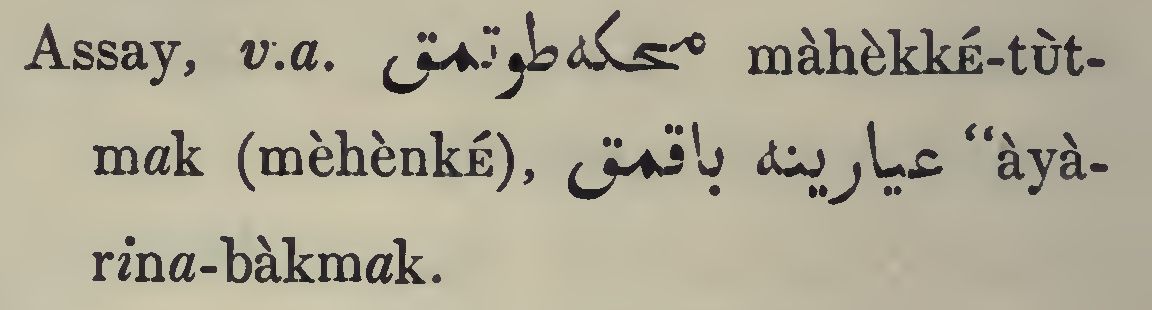 Assay, v.a. محكه طوتمق màhèkkÉ-tùt-
mak (mèhènkÉ), عيارينه باقمق “àyà-
rina-bàkmak.